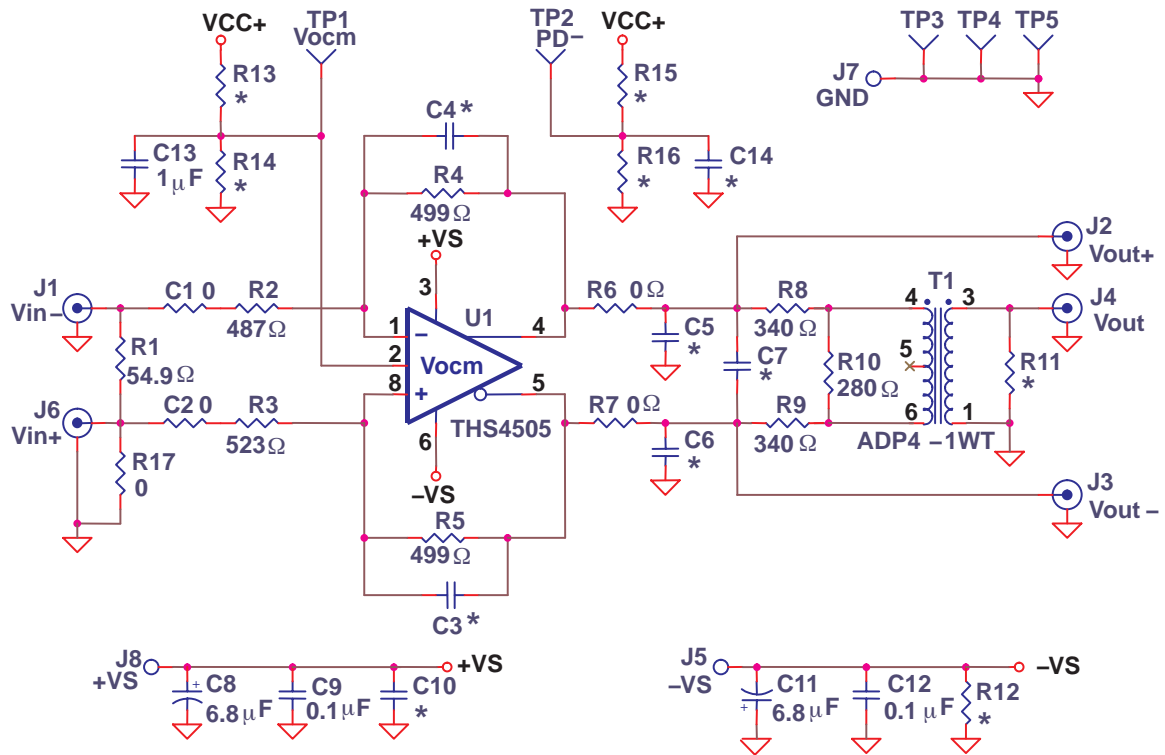 VCC+
TP1
Vocm
TP2
PD−
VCC+
TP3
TP4
TP5
J7
GND
R13
*
R15
*
C4*
C13
1μF
R14
*
R16
*
C14
*
R4
499Ω
+VS
3
J2
Vout+
T1
J1
Vin−
C1 0
R2
487Ω
1
−
U1
4
R6 0Ω
C5
*
R8
340Ω
4
3
J4
Vout
R1
54.9Ω
2
Vocm
C7
*
R10
280Ω
5
R11
*
J6
Vin+
C2 0
R3
523Ω
8
+
5
THS4505
6
−VS
R7 0Ω
C6
*
R9
340Ω
6
1
ADP4 −1WT
R17
0
J3
Vout −
R5
499Ω
C3*
J8
+VS
+
C8
6.8μF
C9
0.1μF
C10
*
+VS
J5
−VS
+
C11
6.8μF
C12
0.1μF
R12
*
−VS